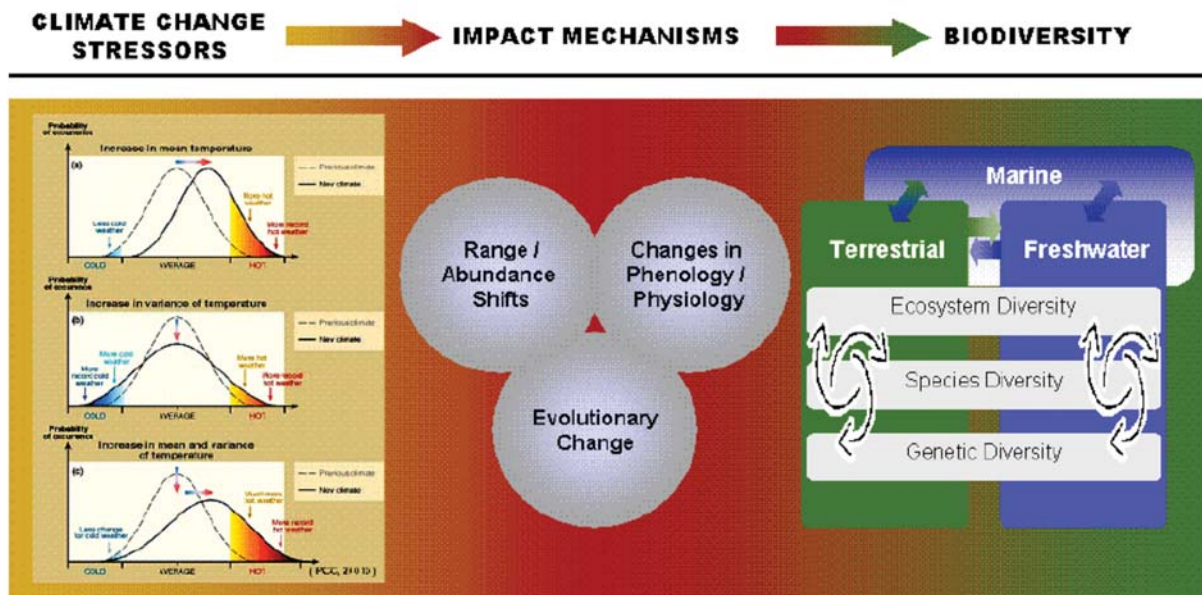 CLIMATE CHANGE
STRESSORS
IMPACT MECHANISMS
BIODIVERSITY
Probability
of occurrence
Increase in mean temperature
(a)
Previous climate
New climate
Less cold
weather
More hot
weather
More record
hot weather
COLD
AVERAGE
HOT
Probability
of occurrence
Increase in variance of temperature
(b)
Previous climate
New climate
More cold
weather
More
record cold
weather
More hot
weather
More record
hot weather
COLD
AVERAGE
HOT
Probability
of occurrence
Increase in mean and variance
of temperature
(c)
Previous climate
New climate
Much more
hot weather
Less change
for cold weather
More record
hot weather
COLD
AVERAGE
HOT
Range /
Abundance
Shifts
Changes in
Phenology /
Physiology
Evolutionary
Change
Marine
Terrestrial
Freshwater
Ecosystem Diversity
Species Diversity
Genetic Diversity